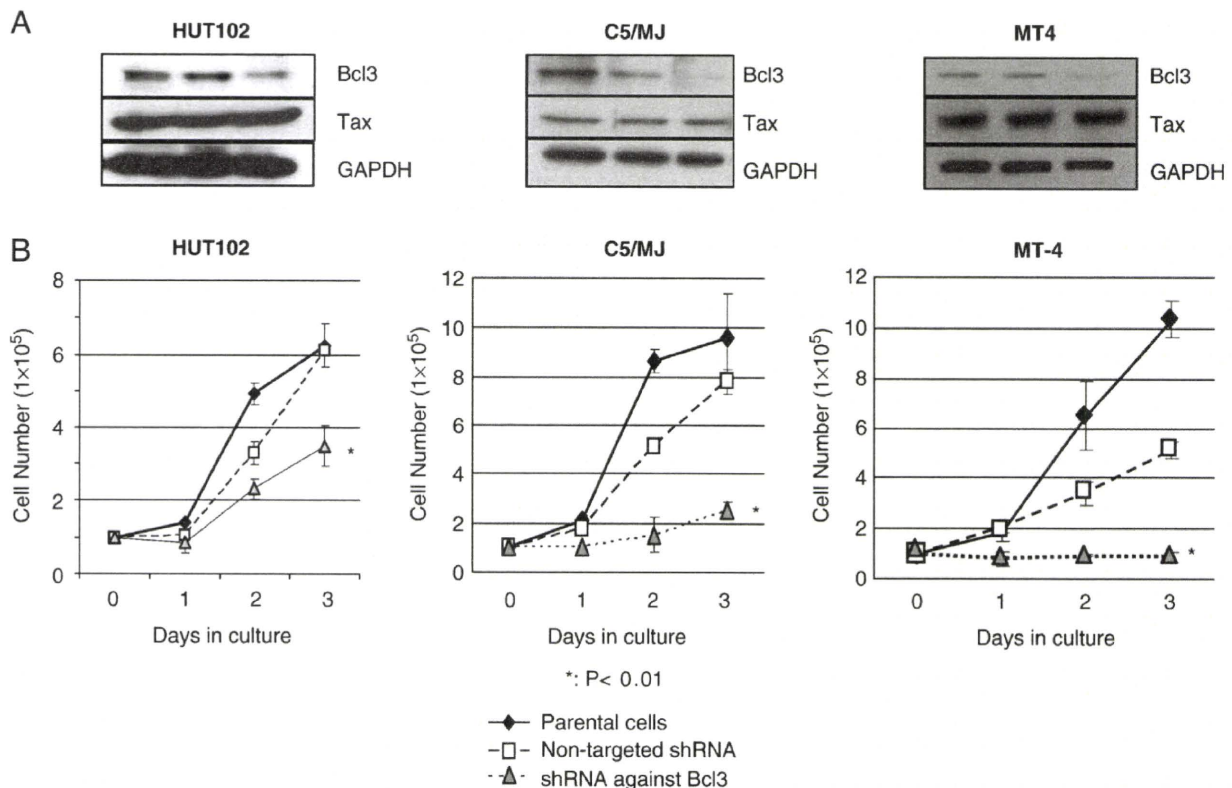 A
HUT102
C5/MJ
MT4
Bcl3
Tax
GAPDH
Bcl3
Tax
GAPDH
Bcl3
Tax
GAPDH
B
HUT102
C5/MJ
MT-4
Cell Number (1×10⁵)
8
6
4
2
0
0 1 2 3
Days in culture
*
Cell Number (1×10⁵)
12
10
8
6
4
2
0
0 1 2 3
Days in culture
*
Cell Number (1×10⁵)
12
10
8
6
4
2
0
0 1 2 3
Days in culture
*
*: P< 0.01
Parental cells
Non-targeted shRNA
shRNA against Bcl3